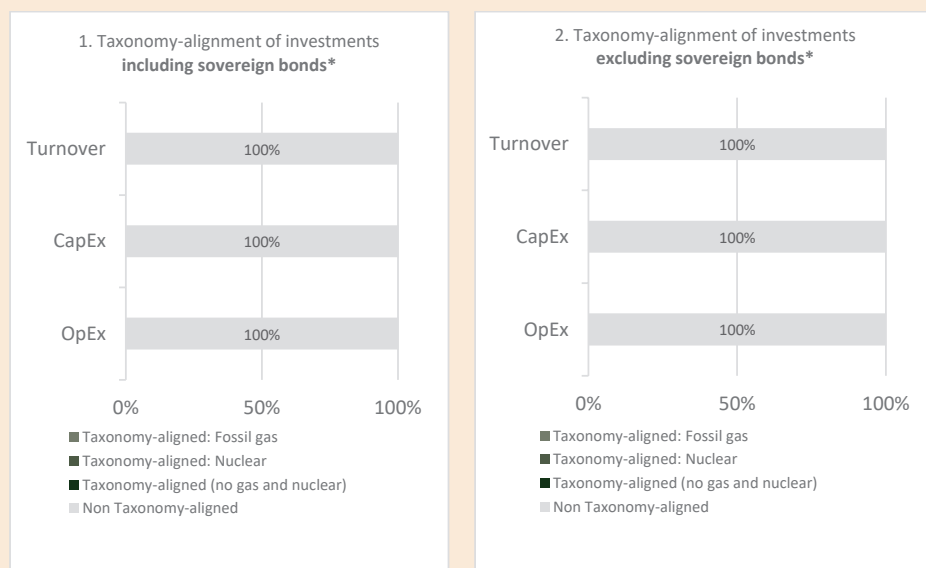 1. Taxonomy-alignment of investments
including sovereign bonds*
Turnover
100%
CapEx
100%
OpEx
100%
0%
50%
100%
Taxonomy-aligned: Fossil gas
Taxonomy-aligned: Nuclear
Taxonomy-aligned (no gas and nuclear)
Non Taxonomy-aligned
2. Taxonomy-alignment of investments
excluding sovereign bonds*
Turnover
100%
CapEx
100%
OpEx
100%
0%
50%
100%
Taxonomy-aligned: Fossil gas
Taxonomy-aligned: Nuclear
Taxonomy-aligned (no gas and nuclear)
Non Taxonomy-aligned